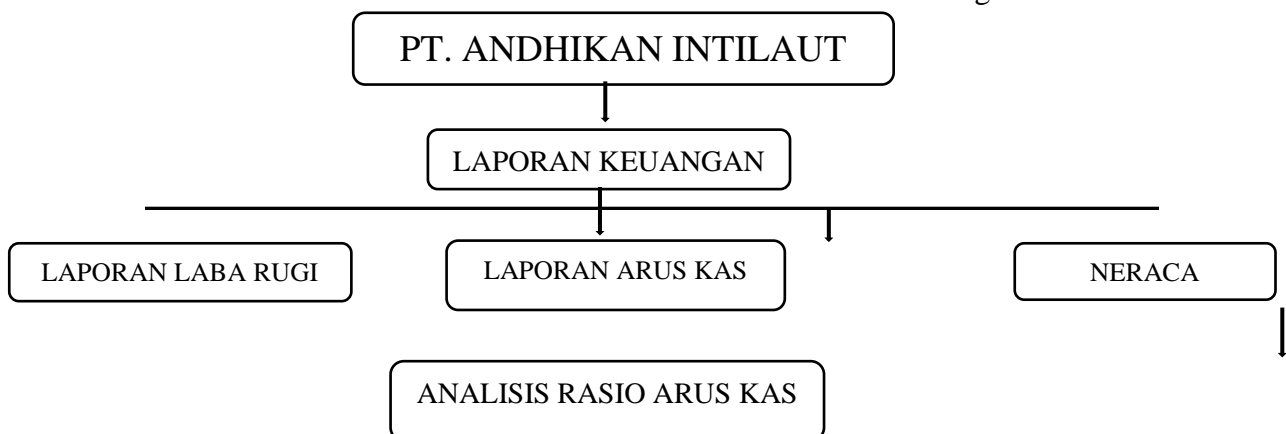 PT. ANDHIKAN INTILAUT
LAPORAN KEUANGAN
LAPORAN LABA RUGI
LAPORAN ARUS KAS
NERACA
ANALISIS RASIO ARUS KAS